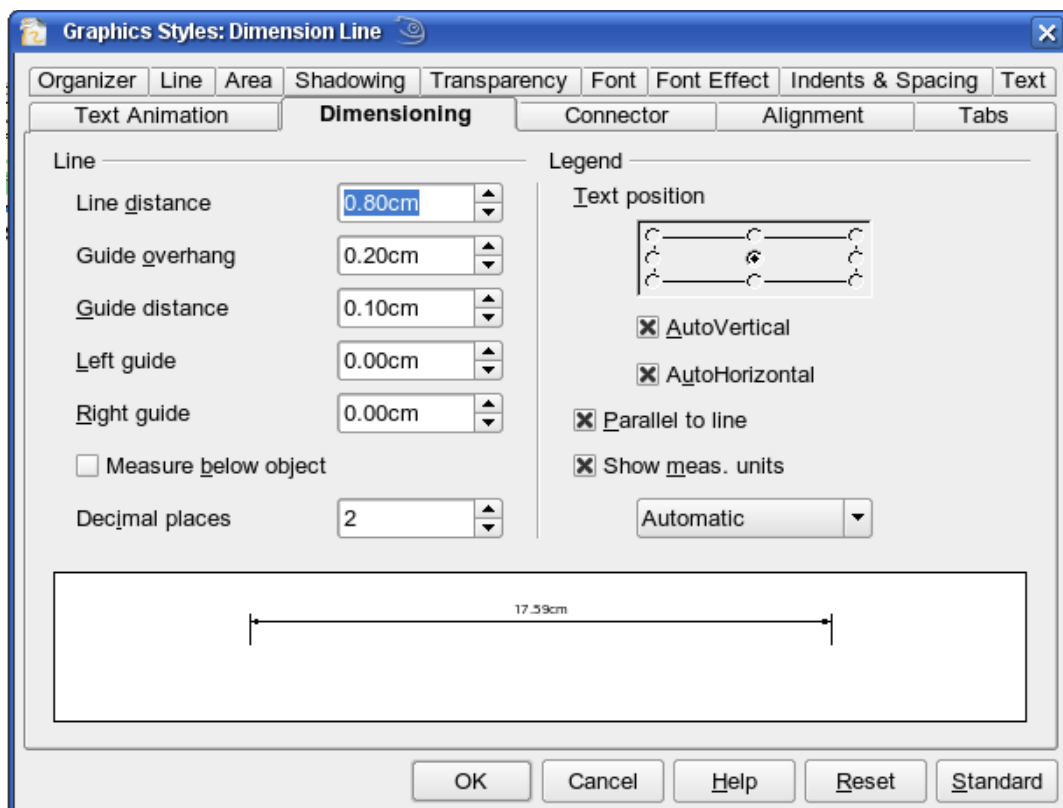 Graphics Styles: Dimension Line
Organizer Line Area Shadowing Transparency Font Font Effect Indents & Spacing Text
Text Animation Dimensioning Connector Alignment Tabs
Line
Line distance 0.80cm
Guide overhang 0.20cm
Guide distance 0.10cm
Left guide 0.00cm
Right guide 0.00cm
Measure below object
Decimal places 2
Legend
Text position
AutoVertical
AutoHorizontal
Parallel to line
Show meas. units
Automatic
17.59cm
OK Cancel Help Reset Standard